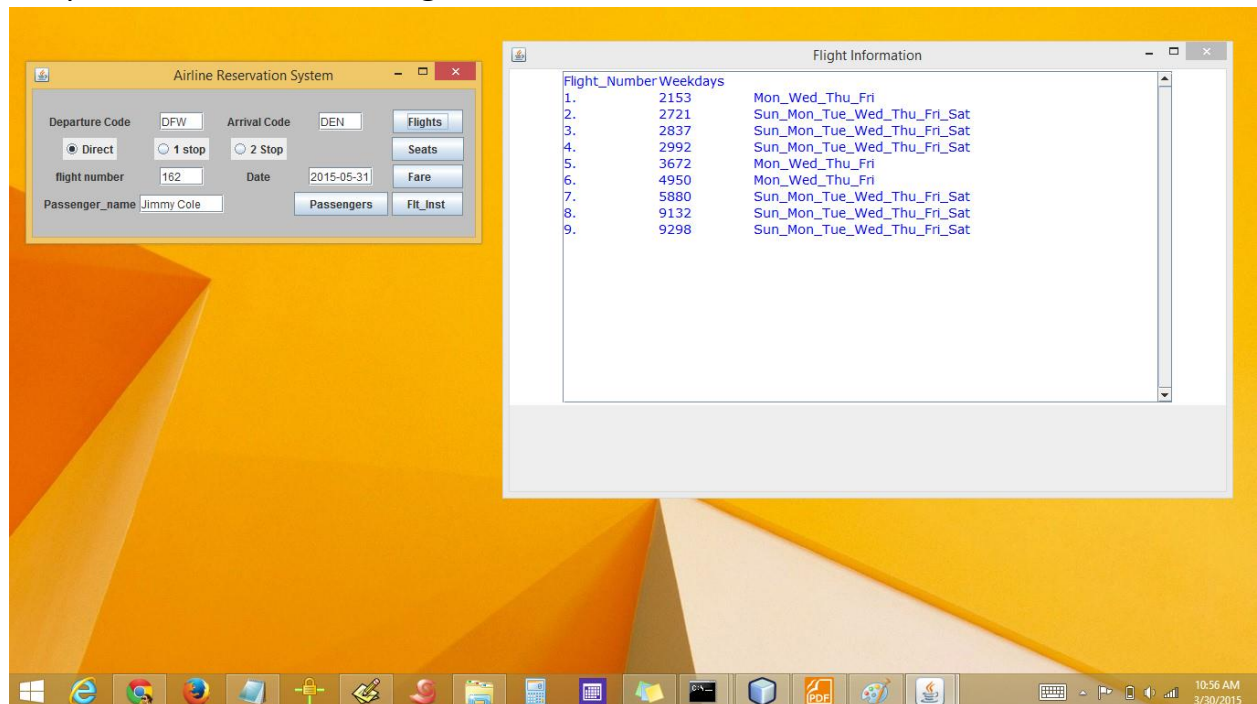 Airline Reservation System
Departure Code DFW Arrival Code DEN Flights
Direct 1 stop 2 Stop Seats
flight number 162 Date 2015-05-31 Fare
Passenger_name Jimmy Cole Passengers Flt_Inst
Flight Information
Flight_Number Weekdays
1. 2153 Mon_Wed_Thu_Fri
2. 2721 Sun_Mon_Tue_Wed_Thu_Fri_Sat
3. 2837 Sun_Mon_Tue_Wed_Thu_Fri_Sat
4. 2992 Sun_Mon_Tue_Wed_Thu_Fri_Sat
5. 3672 Mon_Wed_Thu_Fri
6. 4950 Mon_Wed_Thu_Fri
7. 5880 Sun_Mon_Tue_Wed_Thu_Fri_Sat
8. 9132 Sun_Mon_Tue_Wed_Thu_Fri_Sat
9. 9298 Sun_Mon_Tue_Wed_Thu_Fri_Sat
PDF
10:56 AM
3/30/2015